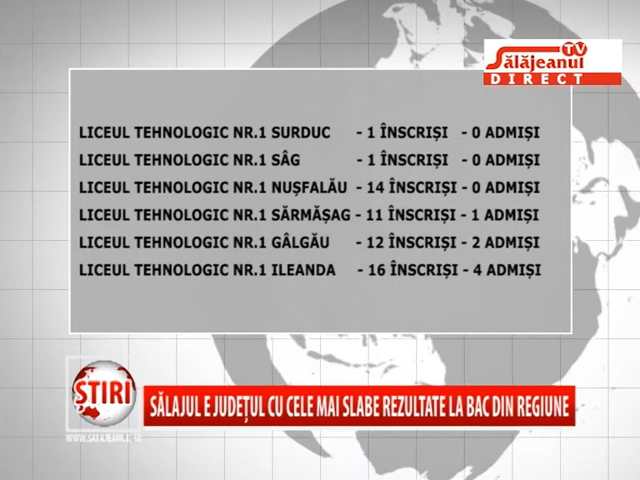 Sălăjeanul TV
DIRECT
LICEUL TEHNOLOGIC NR.1 SURDUC - 1 ÎNSCRIȘI - 0 ADMIȘI
LICEUL TEHNOLOGIC NR.1 SÂG - 1 ÎNSCRIȘI - 0 ADMIȘI
LICEUL TEHNOLOGIC NR.1 NUȘFALĂU - 14 ÎNSCRIȘI - 0 ADMIȘI
LICEUL TEHNOLOGIC NR.1 SĂRMĂȘAG - 11 ÎNSCRIȘI - 1 ADMIȘI
LICEUL TEHNOLOGIC NR.1 GÂLGĂU - 12 ÎNSCRIȘI - 2 ADMIȘI
LICEUL TEHNOLOGIC NR.1 ILEANDA - 16 ÎNSCRIȘI - 4 ADMIȘI
ȘTIRI
SĂLAJUL E JUDEȚUL CU CELE MAI SLABE REZULTATE LA BAC DIN REGIUNE
WWW.SALAJEANUL.RO